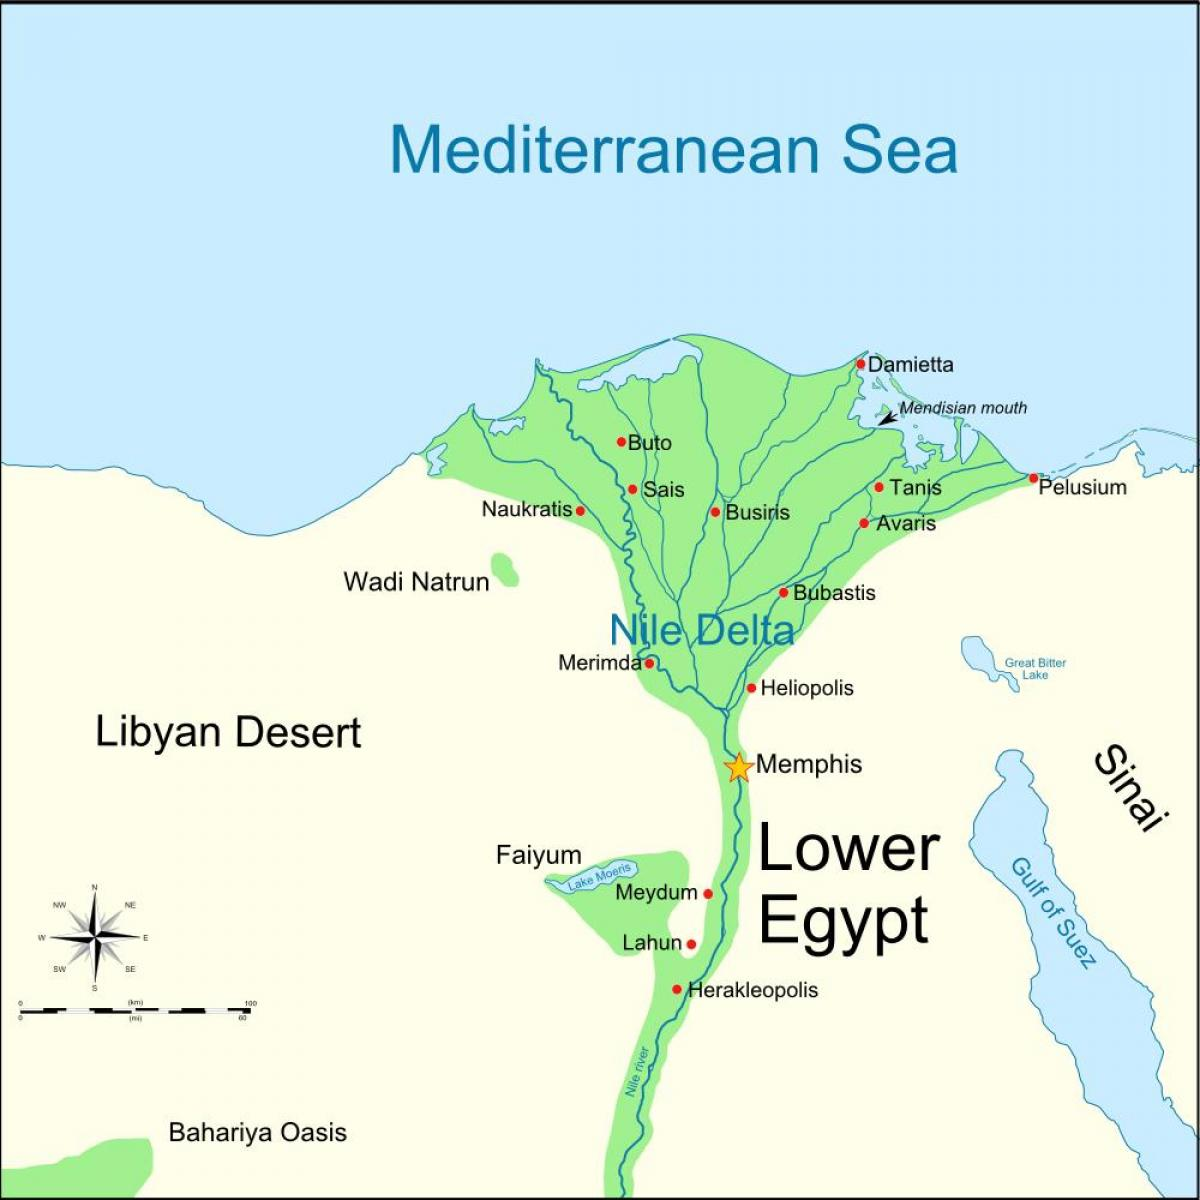 Mediterranean Sea
Damietta
Mendisian mouth
Buto
Sais
Tanis
Pelusium
Naukratis
Busiris
Avaris
Wadi Natrun
Bubastis
Nile Delta
Merimda
Great Bitter
Lake
Heliopolis
Libyan Desert
Memphis
Sinai
Lower
Egypt
Faiyum
Lake Moeris
Meydum
Gulf of Suez
Lahun
N
NW
NE
W
E
SW
SE
S
Herakleopolis
0 (km) 100
0 (mi) 60
Nile river
Bahariya Oasis